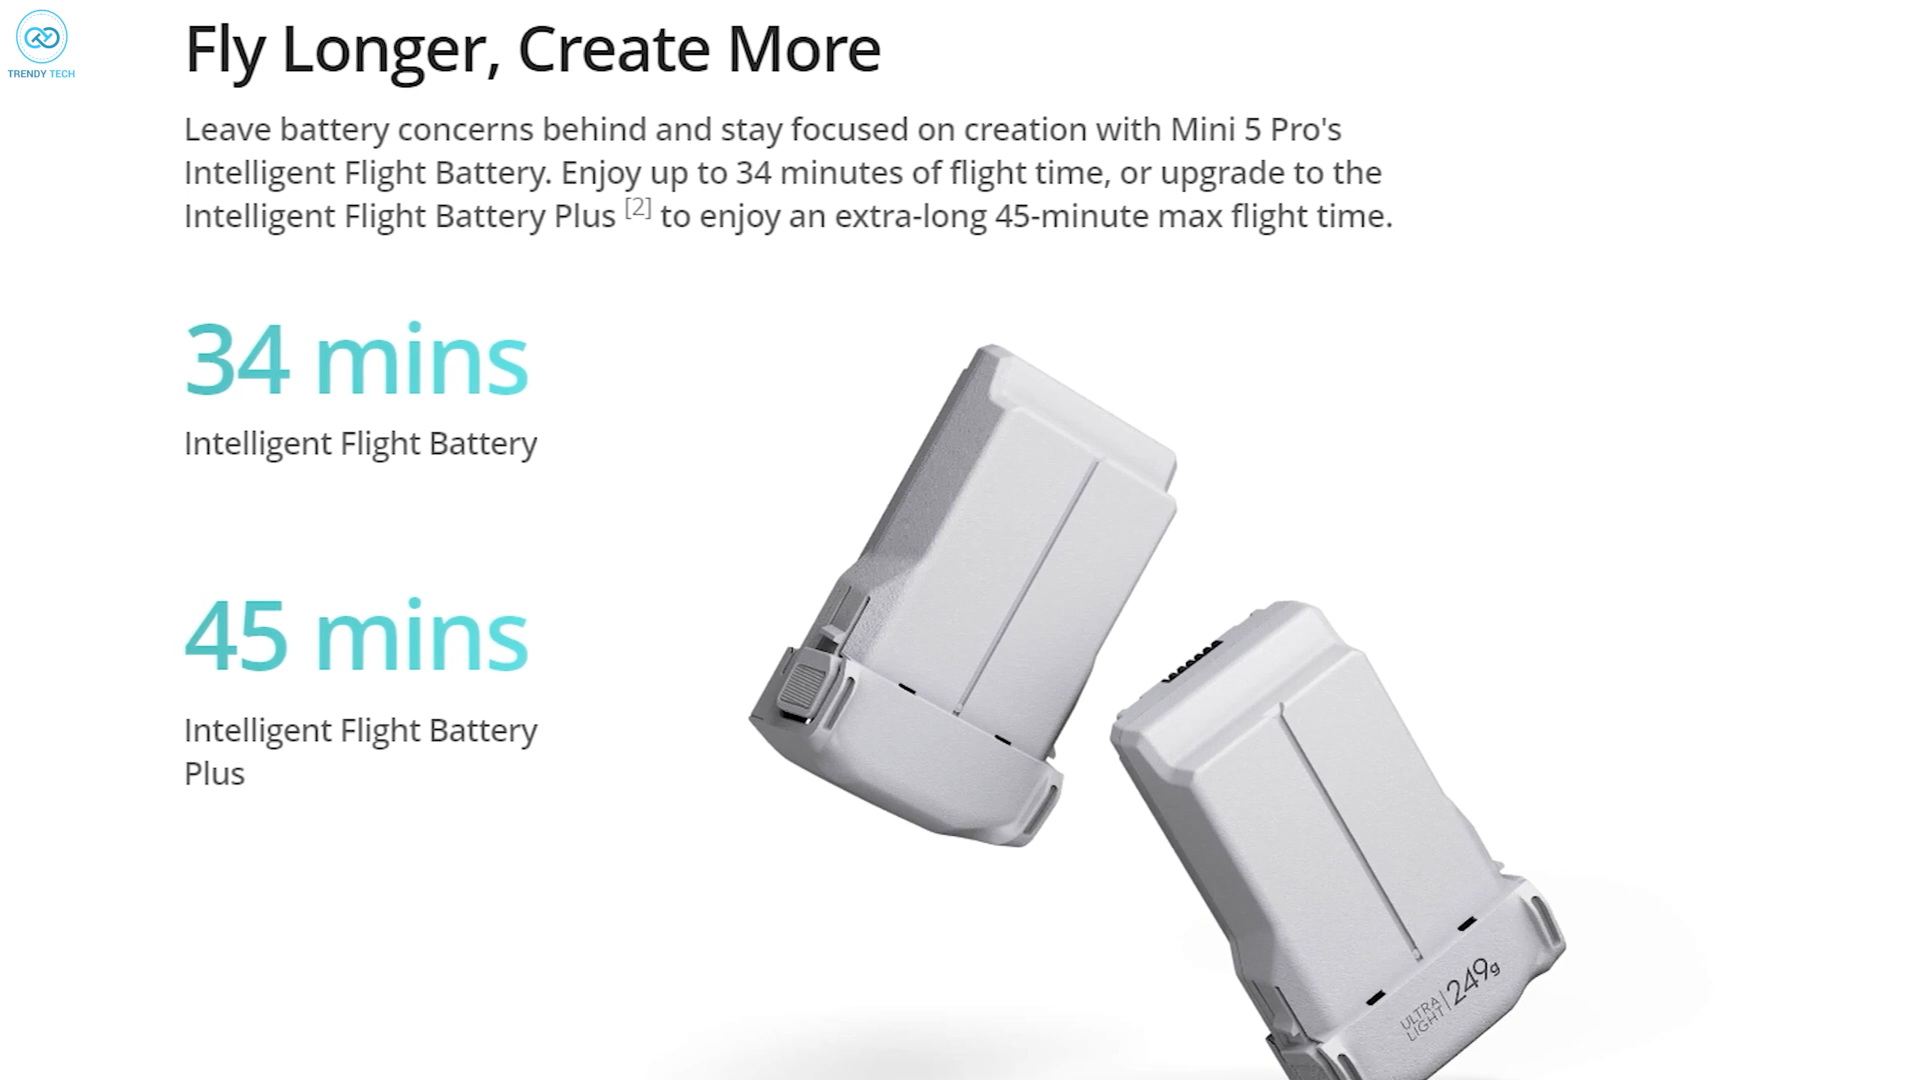 TRENDY TECH
Fly Longer, Create More
Leave battery concerns behind and stay focused on creation with Mini 5 Pro's
Intelligent Flight Battery. Enjoy up to 34 minutes of flight time, or upgrade to the
Intelligent Flight Battery Plus [2] to enjoy an extra-long 45-minute max flight time.
34 mins
Intelligent Flight Battery
45 mins
Intelligent Flight Battery
Plus
ULTRA
LIGHT
249g